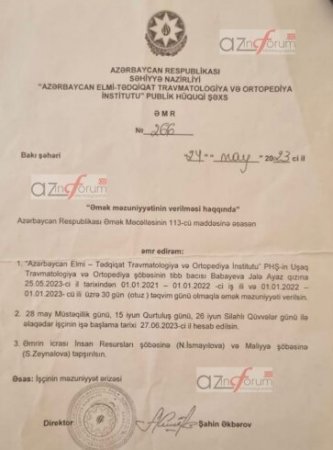 AZinforum
AZƏRBAYCAN RESPUBLİKASI
SƏHİYYƏ NAZİRLİYİ
"AZƏRBAYCAN ELMİ-TƏDQİQAT TRAVMATOLOGİYA VƏ ORTOPEDİYA
İNSTİTUTU" PUBLİK HÜQUQİ ŞƏXS
Ə M R
№ 266
Bakı şəhəri "24" "may" 2023-ci il
AZinforum
"Əmək məzuniyyətinin verilməsi haqqında"
Azərbaycan Respublikası Əmək Məcəlləsinin 113-cü maddəsinə əsasən
əmr edirəm:
1. "Azərbaycan Elmi – Tədqiqat Travmatologiya və Ortopediya İnstitutu" PHŞ-in Uşaq
Travmatologiya və Ortopediya şöbəsinin tibb bacısı Babayeva Jalə Ayaz qızına
25.05.2023-ci il tarixindən 01.01.2021 – 01.01.2022 -ci iş ili və 01.01.2022 –
01.01.2023- cü ili üzrə 30 gün (otuz ) təqvim günü olmaqla əmək məzuniyyəti verilsin.
2. 28 may Müstəqillik günü, 15 iyun Qurtuluş günü, 26 iyun Silahlı Qüvvələr günü ilə
əlaqədar işçinin işə başlama tarixi 27.06.2023-ci il hesab edilsin.
3. Əmrin icrası İnsan Resursları şöbəsinə (N.İsmayılova) və Maliyyə şöbəsinə
(S.Zeynalova) tapşırılsın.
Əsas: İşçinin məzuniyyət ərizəsi
AZinforum
Direktor Şahin Əkbərov